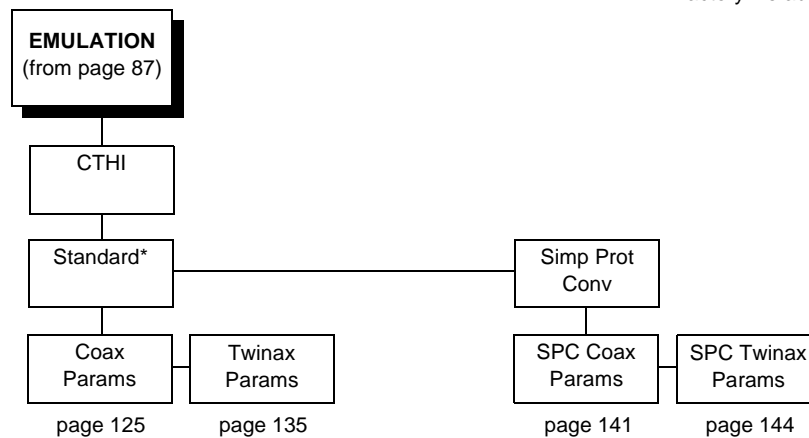 EMULATION
(from page 87)
CTHI
Standard*
Simp Prot
Conv
Coax
Params
Twinax
Params
SPC Coax
Params
SPC Twinax
Params
page 125
page 135
page 141
page 144